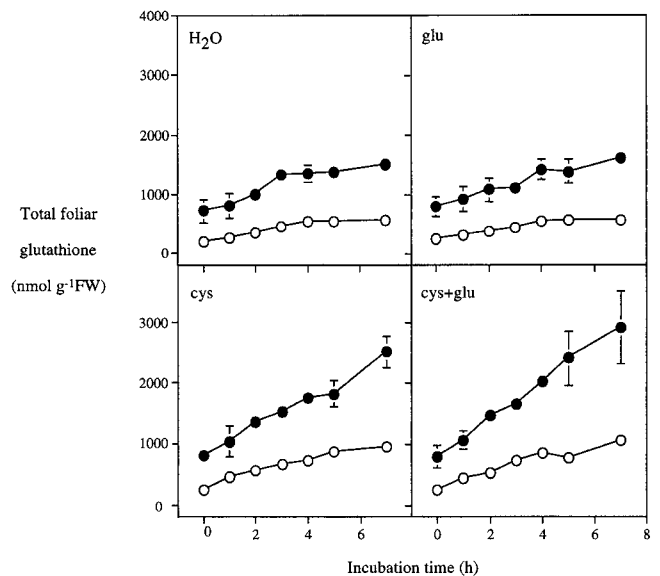 4000
3000
2000
1000
0
H2O
glu
Total foliar
glutathione
(nmol g-1FW)
cys
cys+glu
3000
2000
1000
0
0 2 4 6 0 2 4 6 8
Incubation time (h)